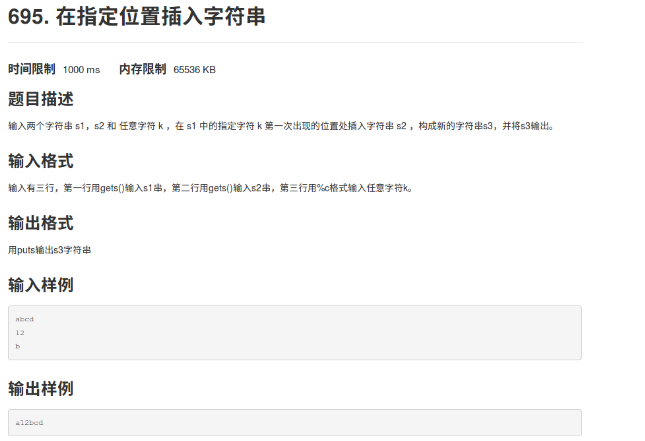 695. 在指定位置插入字符串
时间限制 1000 ms 内存限制 65536 KB
题目描述
输入两个字符串 s1，s2 和 任意字符 k ，在 s1 中的指定字符 k 第一次出现的位置处插入字符串 s2 ，构成新的字符串s3，并将s3输出。
输入格式
输入有三行，第一行用gets()输入s1串，第二行用gets()输入s2串，第三行用%c格式输入任意字符k。
输出格式
用puts输出s3字符串
输入样例
abcd
12
b
输出样例
a12bcd